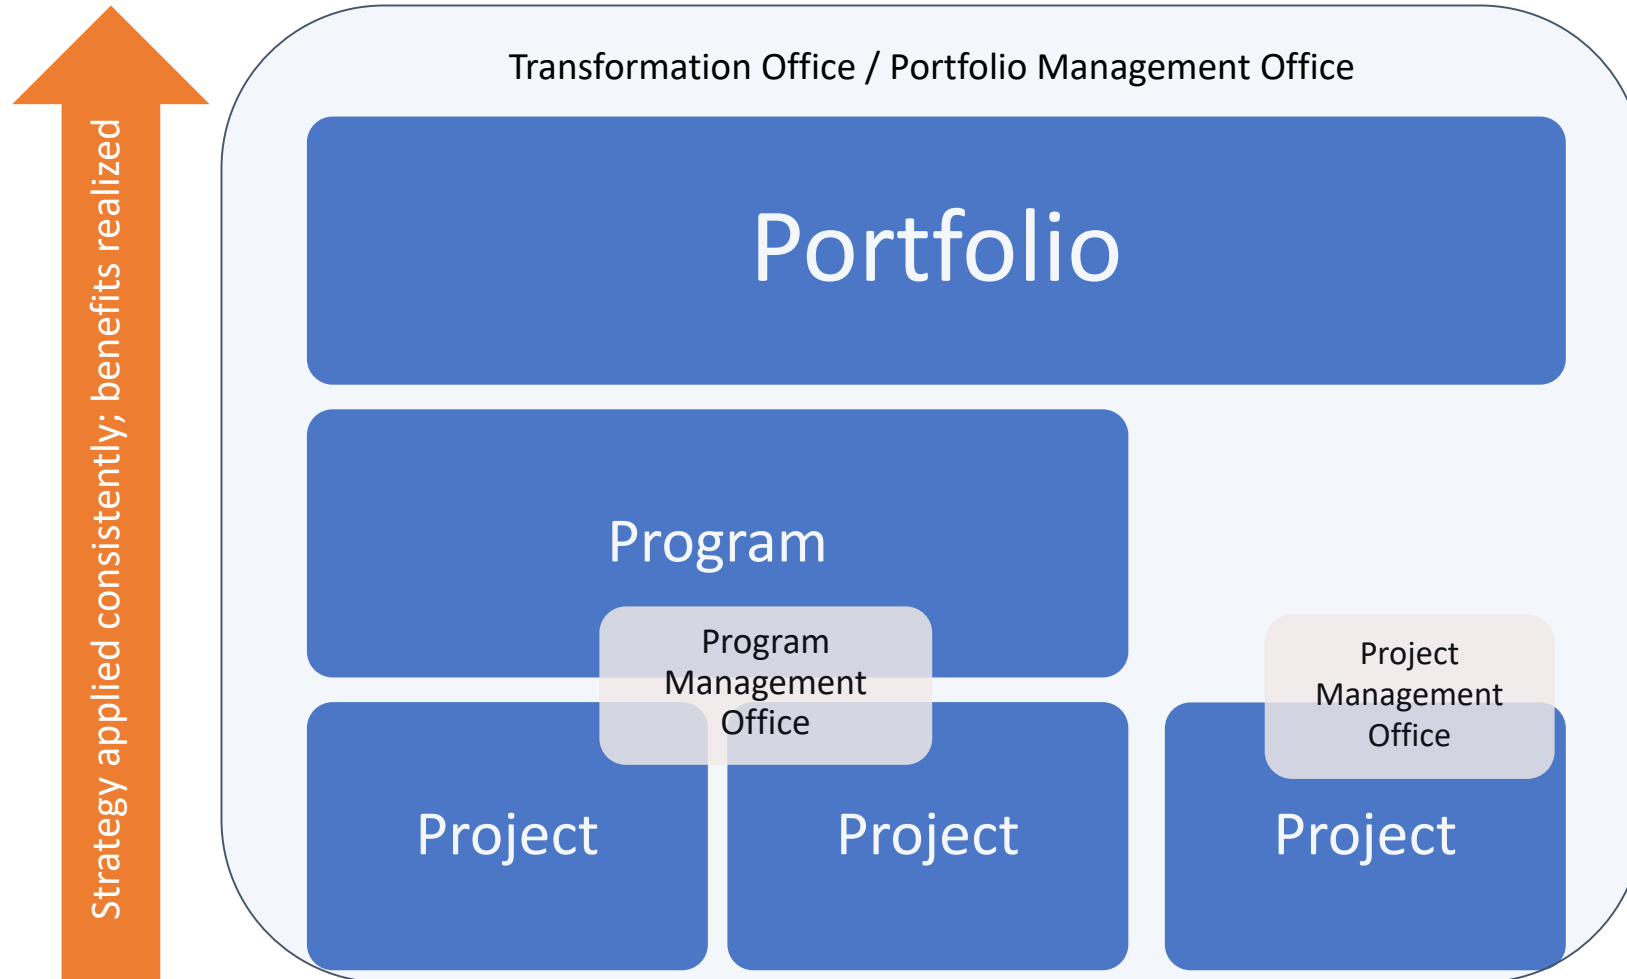 Transformation Office / Portfolio Management Office
Strategy applied consistently; benefits realized
Portfolio
Program
Program
Management
Office
Project
Management
Office
Project
Project
Project